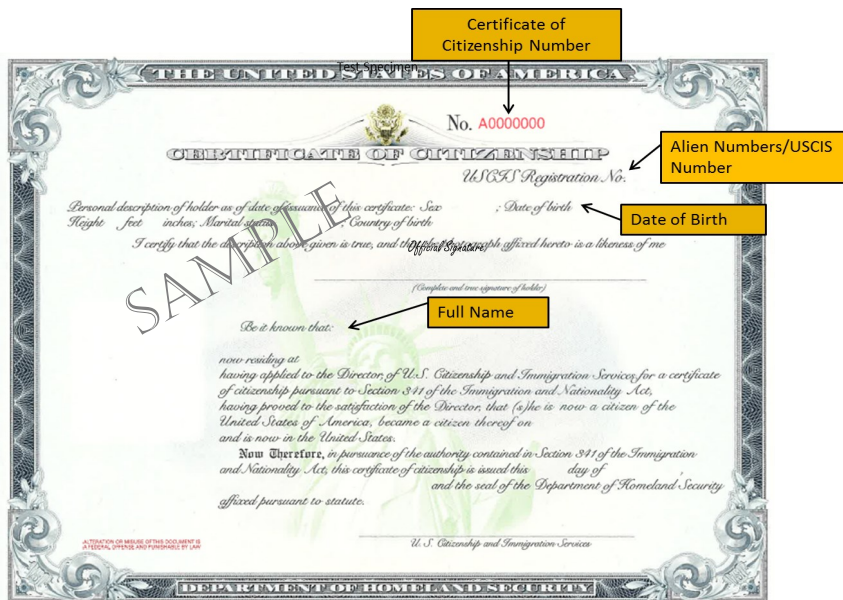 Certificate of
Citizenship Number
THE UNITED STATES OF AMERICA
Test Specimen
No. A0000000
CERTIFICATE OF CITIZENSHIP
Alien Numbers/USCIS
Number
USCIS Registration No.
Personal description of holder as of date of issuance of this certificate: Sex ; Date of birth
Date of Birth
Height feet inches; Marital status ; Country of birth
I certify that the description above given is true, and that the photograph affixed hereto is a likeness of me
Official Signature
SAMPLE
(Complete and true signature of holder)
Full Name
Be it known that:
now residing at
having applied to the Director of U.S. Citizenship and Immigration Services for a certificate
of citizenship pursuant to Section 341 of the Immigration and Nationality Act,
having proved to the satisfaction of the Director, that (s)he is now a citizen of the
United States of America, became a citizen thereof on
and is now in the United States.
Now Therefore, in pursuance of the authority contained in Section 341 of the Immigration
and Nationality Act, this certificate of citizenship is issued this day of ,
and the seal of the Department of Homeland Security
affixed pursuant to statute.
ALTERATION OR MISUSE OF THIS DOCUMENT IS
A FEDERAL OFFENSE AND PUNISHABLE BY LAW
U. S. Citizenship and Immigration Services
DEPARTMENT OF HOMELAND SECURITY